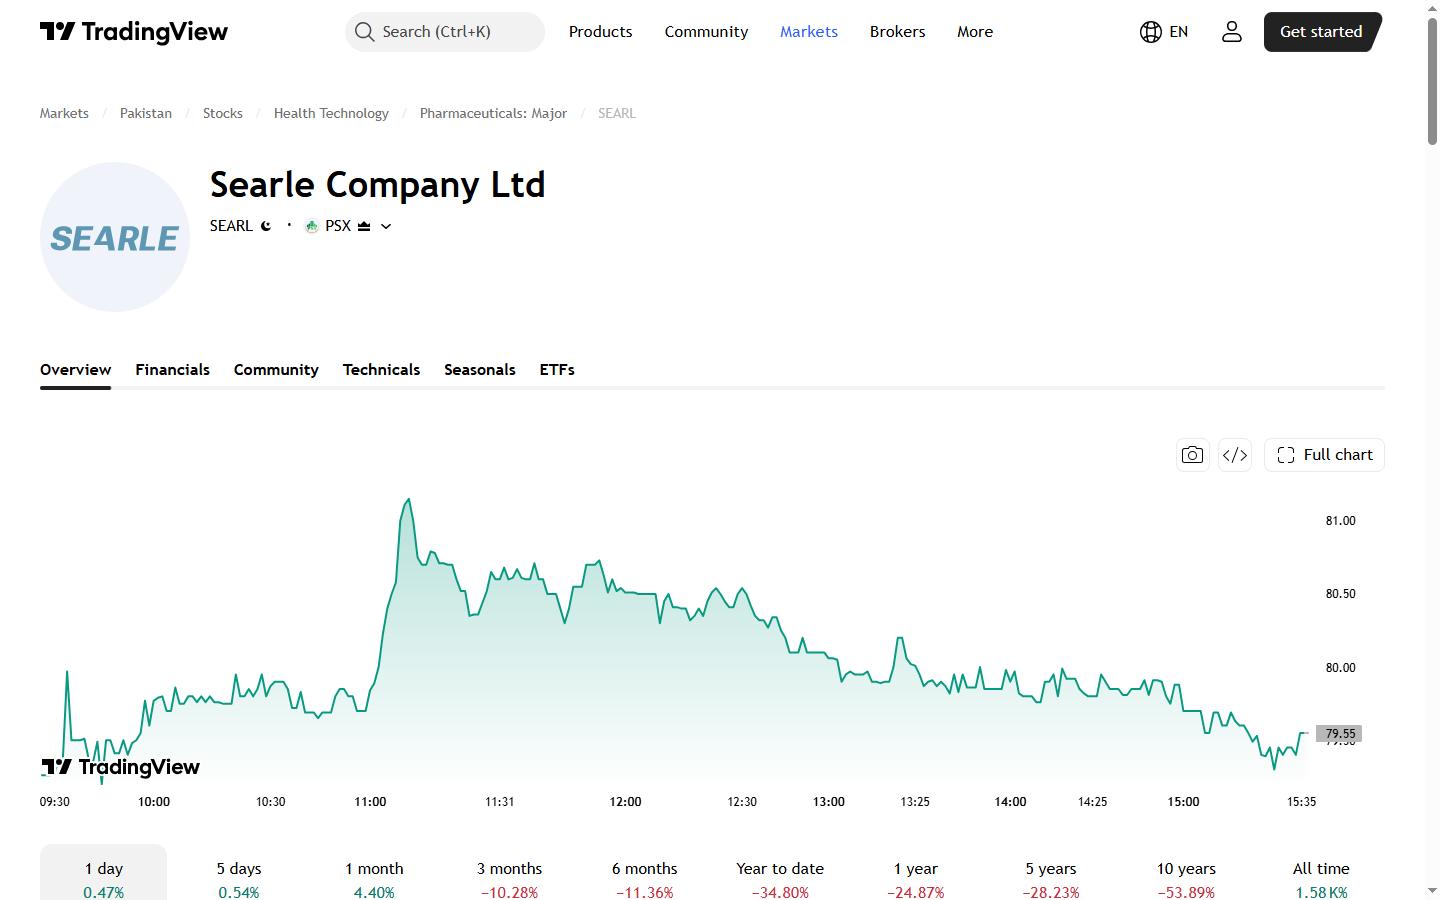 TradingView
Search (Ctrl+K)
Products
Community
Markets
Brokers
More
EN
Get started
Markets / Pakistan / Stocks / Health Technology / Pharmaceuticals: Major / SEARL
SEARLE
Searle Company Ltd
SEARL · PSX
Overview
Financials
Community
Technicals
Seasonals
ETFs
</> Full chart
81.00
80.50
80.00
79.55
79.50
TradingView
09:30 10:00 10:30 11:00 11:31 12:00 12:30 13:00 13:25 14:00 14:25 15:00 15:35
1 day
0.47%
5 days
0.54%
1 month
4.40%
3 months
−10.28%
6 months
−11.36%
Year to date
−34.80%
1 year
−24.87%
5 years
−28.23%
10 years
−53.89%
All time
1.58K%